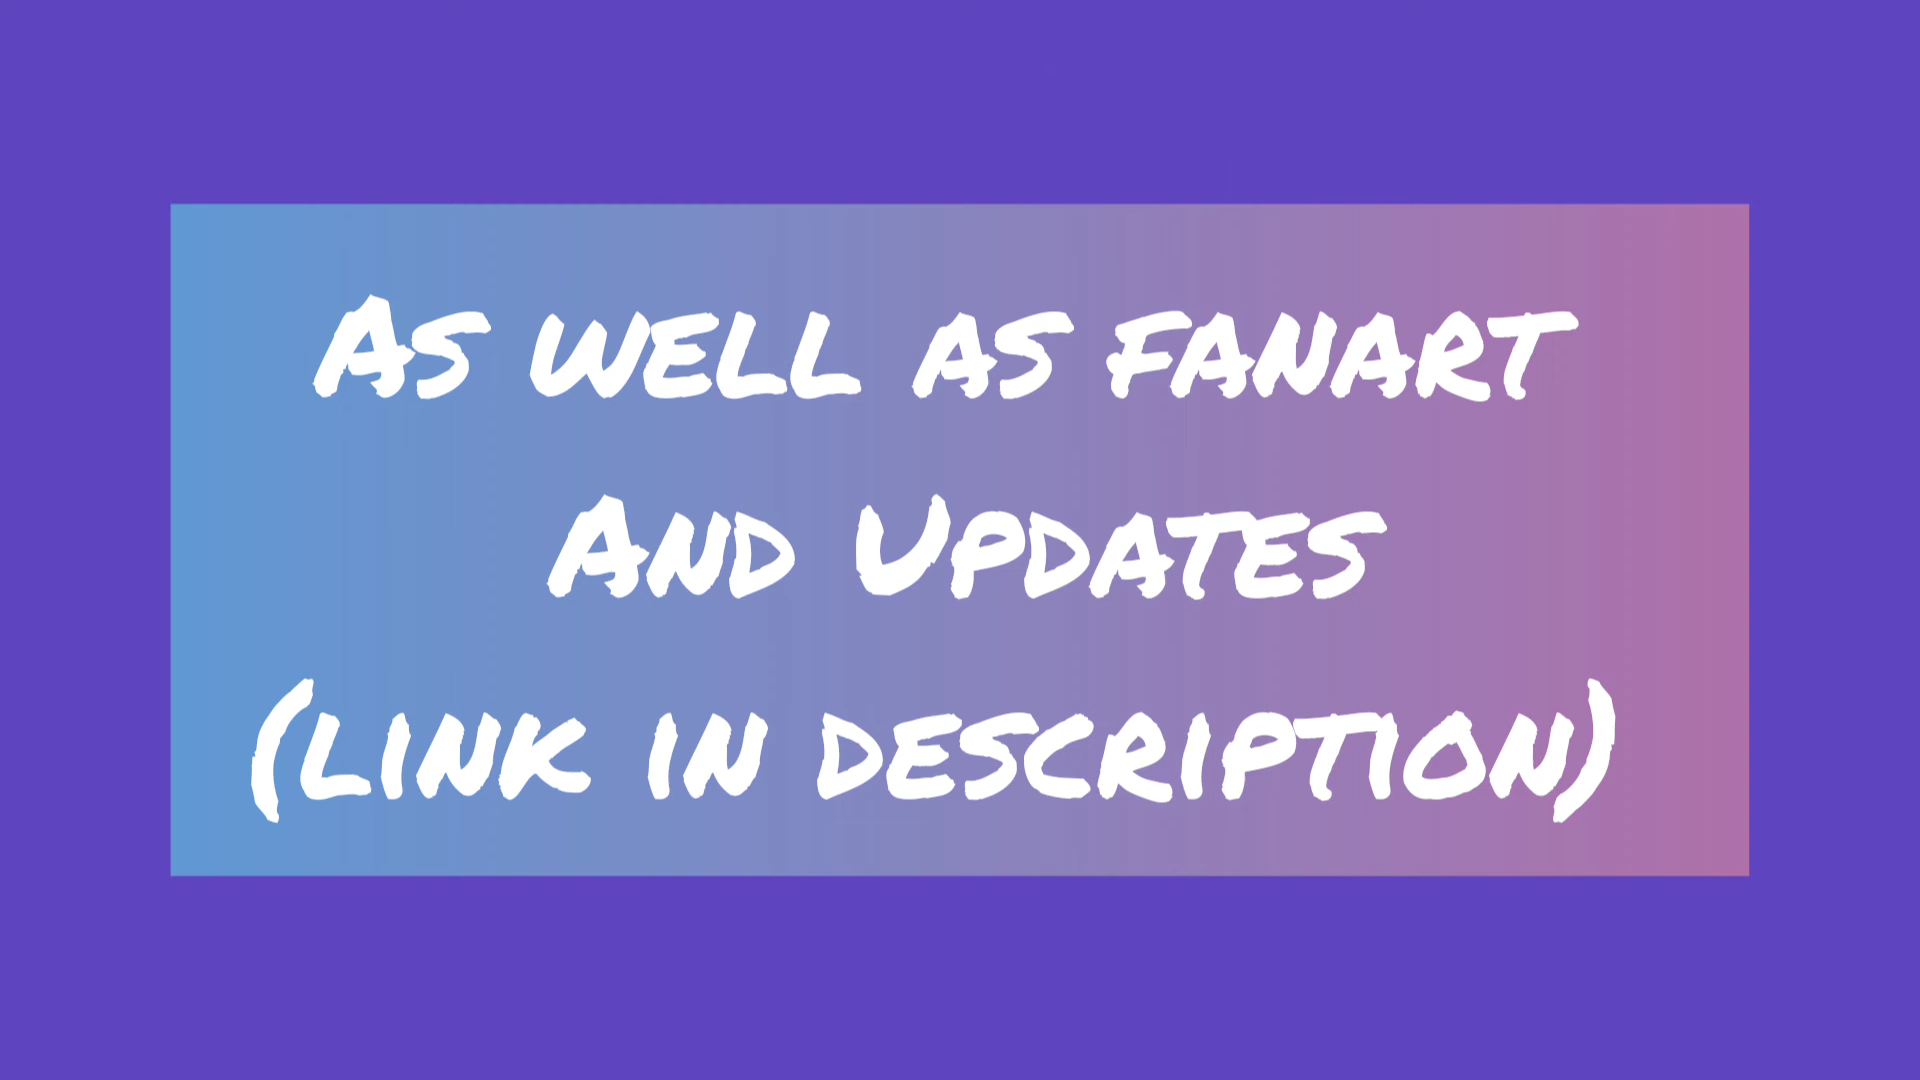 As well as fanart
And Updates
(link in description)